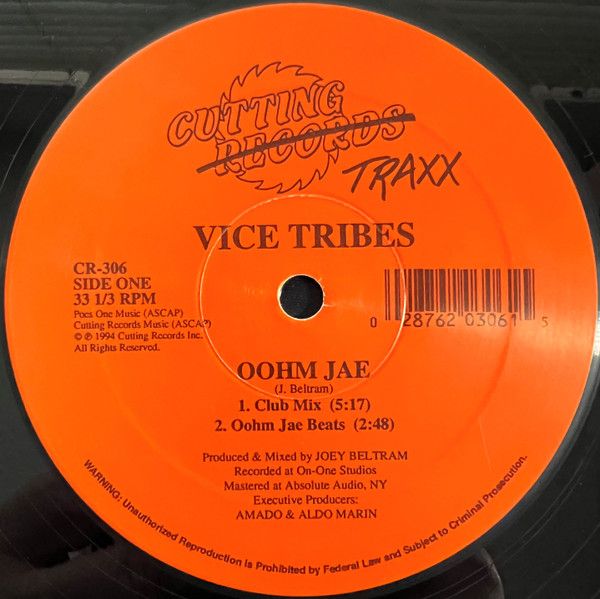 CUTTING
RECORDS
TRAXX
VICE TRIBES
CR-306
SIDE ONE
33 1/3 RPM
Poes One Music (ASCAP)
Cutting Records Music (ASCAP)
© ℗ 1994 Cutting Records Inc.
All Rights Reserved.
0 28762 03061 5
OOHM JAE
(J. Beltram)
1. Club Mix (5:17)
2. Oohm Jae Beats (2:48)
Produced & Mixed by JOEY BELTRAM
Recorded at On-One Studios
Mastered at Absolute Audio, NY
Executive Producers:
AMADO & ALDO MARIN
WARNING: Unauthorized Reproduction is Prohibited by Federal Law and Subject to Criminal Prosecution.